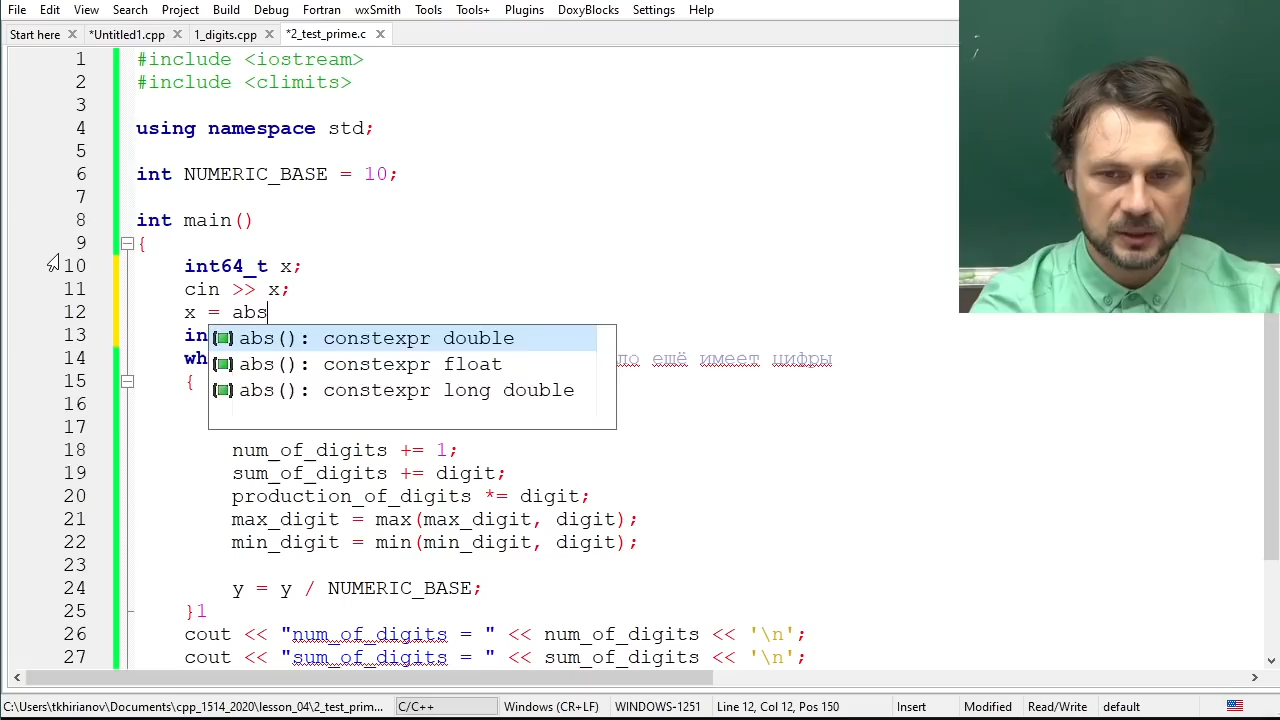 File Edit View Search Project Build Debug Fortran wxSmith Tools Tools+ Plugins DoxyBlocks Settings Help
Start here *Untitled1.cpp 1_digits.cpp *2_test_prime.c
1 #include <iostream>
2 #include <climits>
3
4 using namespace std;
5
6 int NUMERIC_BASE = 10;
7
8 int main()
9 {
10 int64_t x;
11 cin >> x;
12 x = abs
abs(): constexpr double
abs(): constexpr float
abs(): constexpr long double
13 in
14 wh ло ещё имеет цифры
15 {
16
17
18 num_of_digits += 1;
19 sum_of_digits += digit;
20 production_of_digits *= digit;
21 max_digit = max(max_digit, digit);
22 min_digit = min(min_digit, digit);
23
24 y = y / NUMERIC_BASE;
25 }1
26 cout << "num_of_digits = " << num_of_digits << '\n';
27 cout << "sum_of_digits = " << sum_of_digits << '\n';
C:\Users\tkhirianov\Documents\cpp_1514_2020\lesson_04\2_test_prim... C/C++ Windows (CR+LF) WINDOWS-1251 Line 12, Col 12, Pos 150 Insert Modified Read/Write default